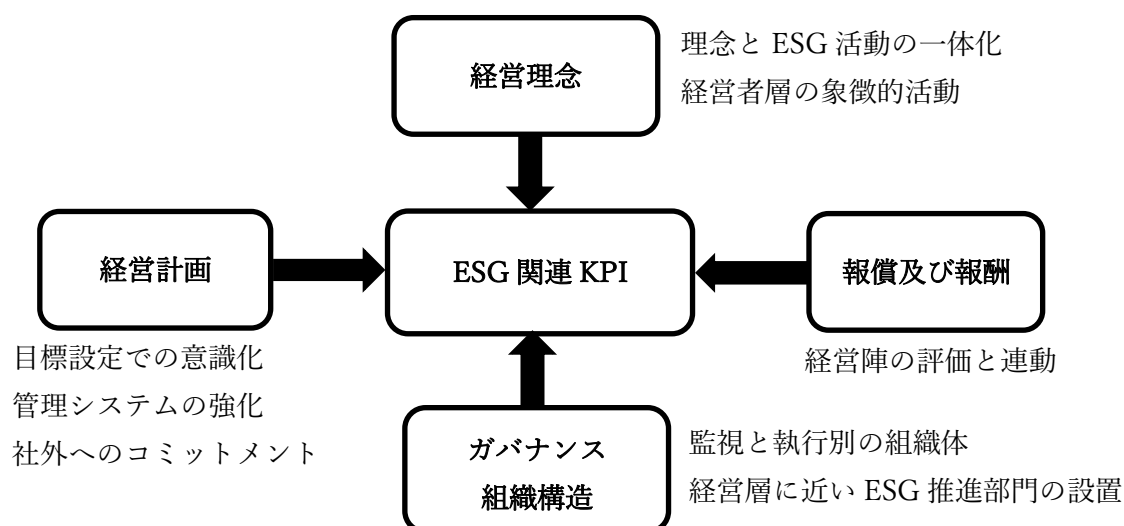 経営理念
理念と ESG 活動の一体化
経営者層の象徴的活動
経営計画
ESG 関連 KPI
報償及び報酬
目標設定での意識化
管理システムの強化
社外へのコミットメント
経営陣の評価と連動
ガバナンス
組織構造
監視と執行別の組織体
経営層に近い ESG 推進部門の設置